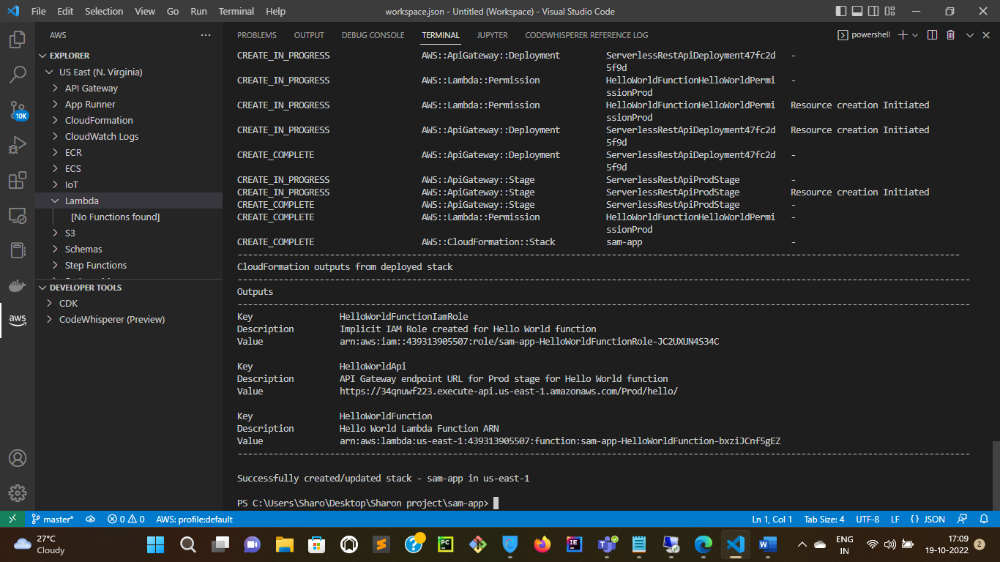 File Edit Selection View Go Run Terminal Help
workspace.json - Untitled (Workspace) - Visual Studio Code
AWS
EXPLORER
US East (N. Virginia)
API Gateway
App Runner
CloudFormation
CloudWatch Logs
ECR
ECS
IoT
Lambda
[No Functions found]
S3
Schemas
Step Functions
DEVELOPER TOOLS
CDK
CodeWhisperer (Preview)
10K
aws
PROBLEMS OUTPUT DEBUG CONSOLE TERMINAL JUPYTER CODEWHISPERER REFERENCE LOG
powershell
CREATE_IN_PROGRESS AWS::ApiGateway::Deployment ServerlessRestApiDeployment47fc2d -
5f9d
CREATE_IN_PROGRESS AWS::Lambda::Permission HelloWorldFunctionHelloWorldPermi -
ssionProd
CREATE_IN_PROGRESS AWS::Lambda::Permission HelloWorldFunctionHelloWorldPermi Resource creation Initiated
ssionProd
CREATE_IN_PROGRESS AWS::ApiGateway::Deployment ServerlessRestApiDeployment47fc2d Resource creation Initiated
5f9d
CREATE_COMPLETE AWS::ApiGateway::Deployment ServerlessRestApiDeployment47fc2d -
5f9d
CREATE_IN_PROGRESS AWS::ApiGateway::Stage ServerlessRestApiProdStage -
CREATE_IN_PROGRESS AWS::ApiGateway::Stage ServerlessRestApiProdStage Resource creation Initiated
CREATE_COMPLETE AWS::ApiGateway::Stage ServerlessRestApiProdStage -
CREATE_COMPLETE AWS::Lambda::Permission HelloWorldFunctionHelloWorldPermi -
ssionProd
CREATE_COMPLETE AWS::CloudFormation::Stack sam-app -
CloudFormation outputs from deployed stack
Outputs
Key HelloWorldFunctionIamRole
Description Implicit IAM Role created for Hello World function
Value arn:aws:iam::439313905507:role/sam-app-HelloWorldFunctionRole-JC2UXUN4S34C
Key HelloWorldApi
Description API Gateway endpoint URL for Prod stage for Hello World function
Value https://34qnuwf223.execute-api.us-east-1.amazonaws.com/Prod/hello/
Key HelloWorldFunction
Description Hello World Lambda Function ARN
Value arn:aws:lambda:us-east-1:439313905507:function:sam-app-HelloWorldFunction-bxziJCnf5gEZ
Successfully created/updated stack - sam-app in us-east-1
PS C:\Users\Sharo\Desktop\Sharon project\sam-app>
master* 0 0 AWS: profile:default
Ln 1, Col 1 Tab Size: 4 UTF-8 LF {} JSON
27°C
Cloudy
ENG
IN
17:09
19-10-2022
2